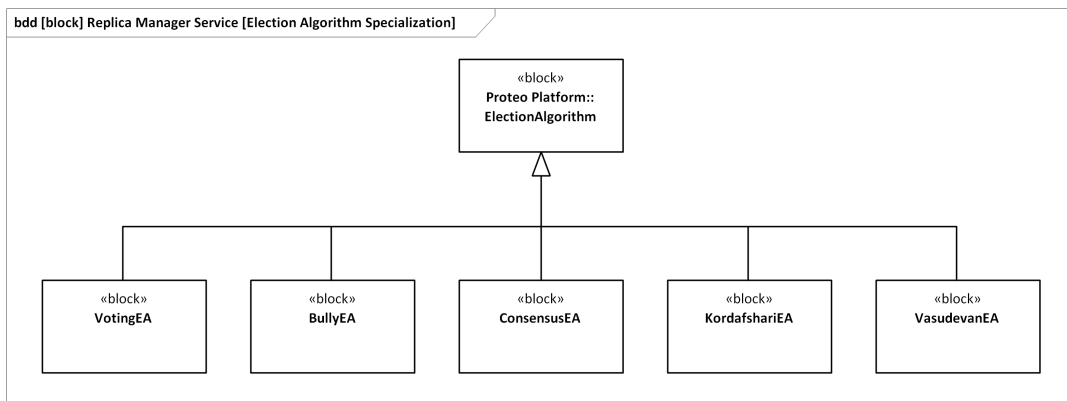 bdd [block] Replica Manager Service [Election Algorithm Specialization]
«block»
Proteo Platform::
ElectionAlgorithm
«block»
VotingEA
«block»
BullyEA
«block»
ConsensusEA
«block»
KordafshariEA
«block»
VasudevanEA